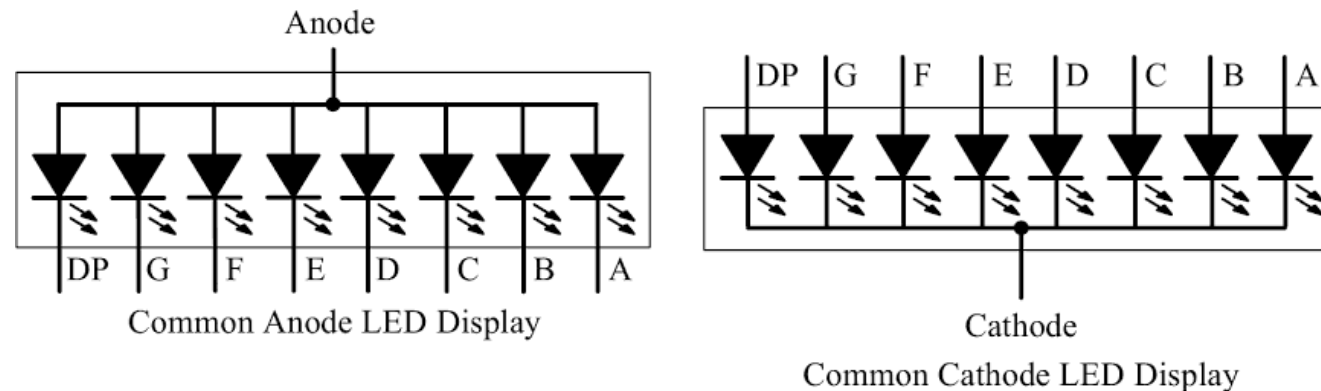 Anode
DP G F E D C B A
Common Anode LED Display
DP G F E D C B A
Cathode
Common Cathode LED Display